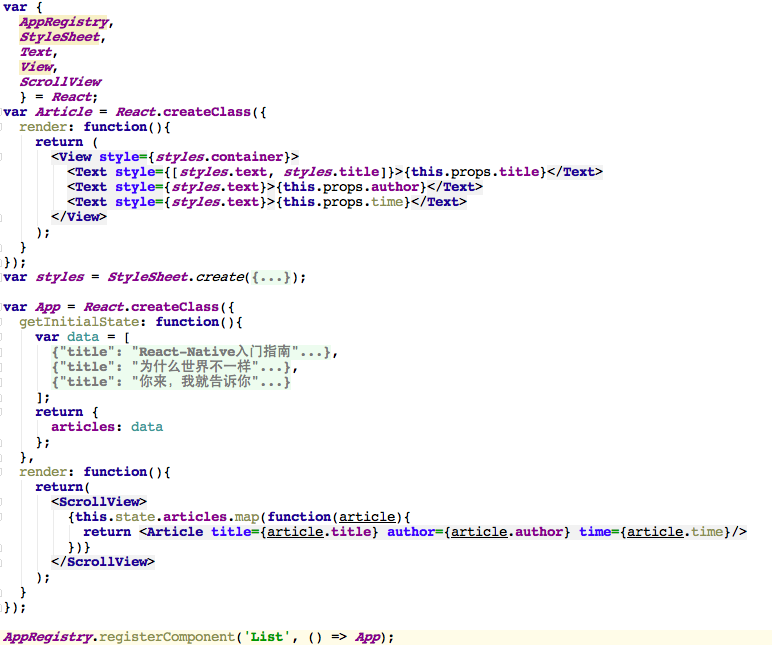 var {
  AppRegistry,
  StyleSheet,
  Text,
  View,
  ScrollView
  } = React;
var Article = React.createClass({
  render: function(){
    return (
      <View style={styles.container}>
        <Text style={[styles.text, styles.title]}>{this.props.title}</Text>
        <Text style={styles.text}>{this.props.author}</Text>
        <Text style={styles.text}>{this.props.time}</Text>
      </View>
    );
  }
});
var styles = StyleSheet.create({...});

var App = React.createClass({
  getInitialState: function(){
    var data = [
      {"title": "React-Native入门指南"...},
      {"title": "为什么世界不一样"...},
      {"title": "你来，我就告诉你"...}
    ];
    return {
      articles: data
    };
  },
  render: function(){
    return(
      <ScrollView>
        {this.state.articles.map(function(article){
          return <Article title={article.title} author={article.author} time={article.time}/>
        })}
      </ScrollView>
    );
  }
});

AppRegistry.registerComponent('List', () => App);